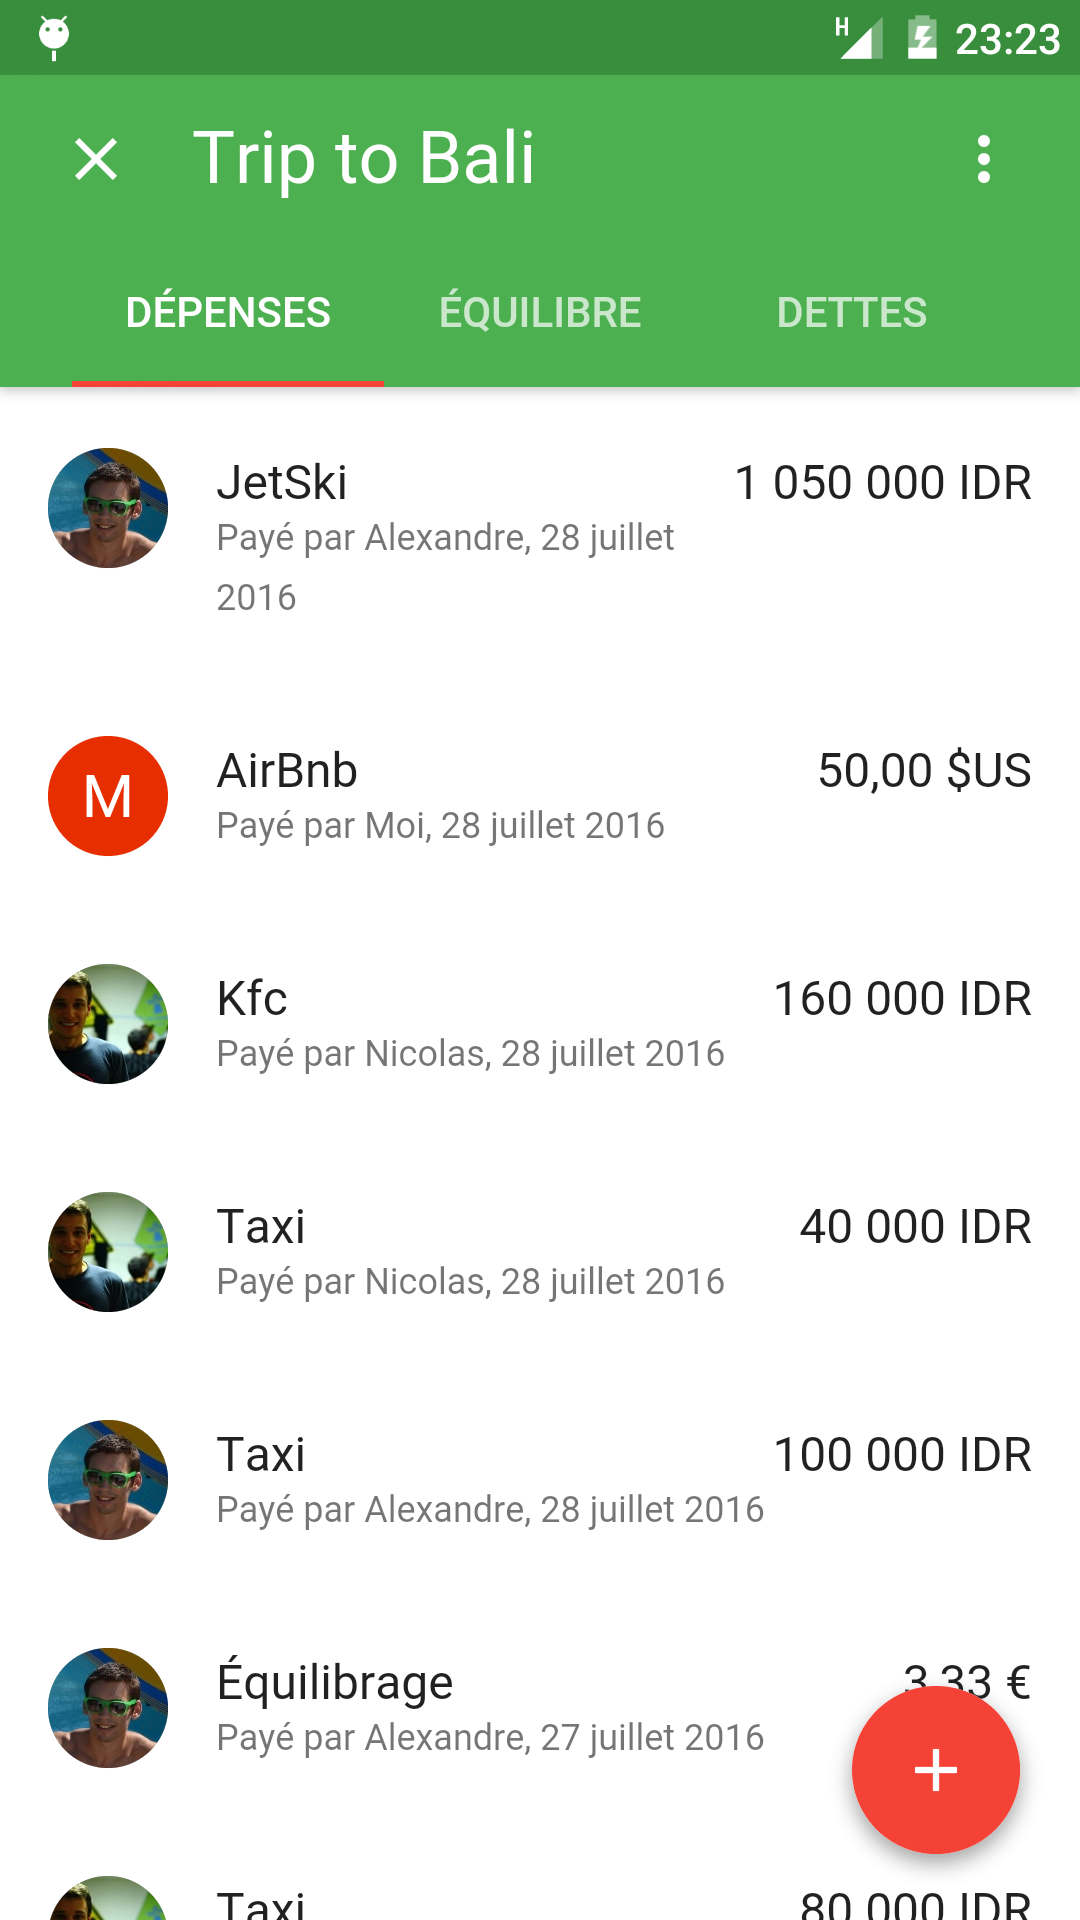 H 23:23
Trip to Bali
DÉPENSES ÉQUILIBRE DETTES
JetSki 1 050 000 IDR
Payé par Alexandre, 28 juillet
2016
M
AirBnb 50,00 $US
Payé par Moi, 28 juillet 2016
Kfc 160 000 IDR
Payé par Nicolas, 28 juillet 2016
Taxi 40 000 IDR
Payé par Nicolas, 28 juillet 2016
Taxi 100 000 IDR
Payé par Alexandre, 28 juillet 2016
Équilibrage 3,33 €
Payé par Alexandre, 27 juillet 2016
Taxi 80 000 IDR